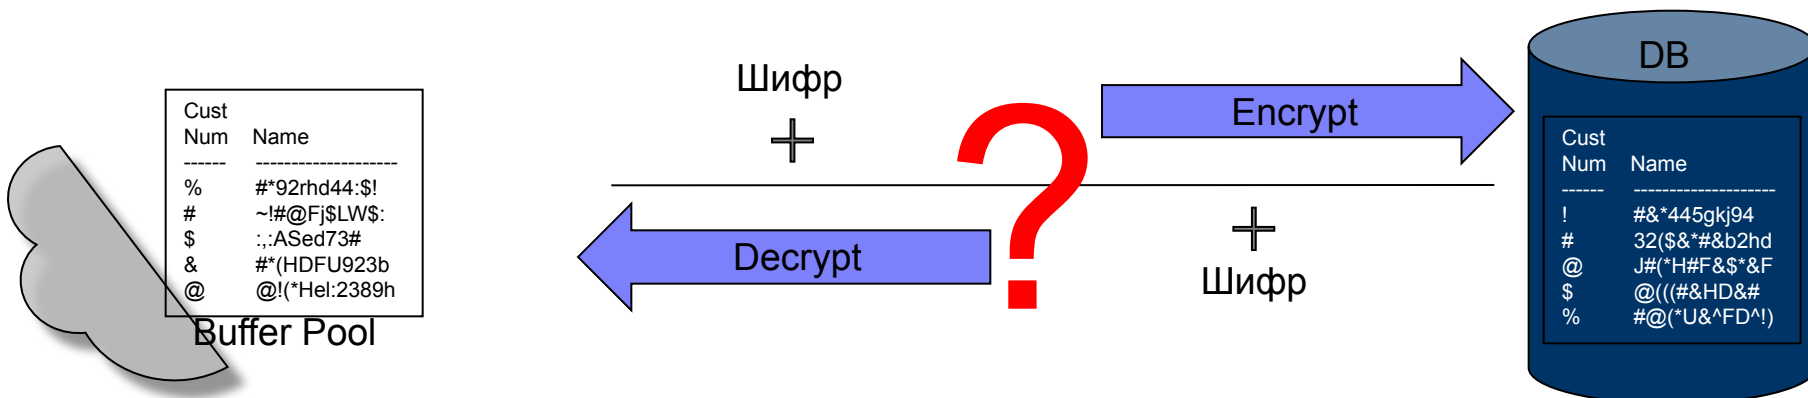 Cust
Num Name
------ --------------------
% #*92rhd44:$!
# ~!#@Fj$LW$:
$ :,:ASed73#
& #*(HDFU923b
@ @!(*Hel:2389h
Buffer Pool
Шифр
+
?
Encrypt
Decrypt
+
Шифр
DB
Cust
Num Name
------ --------------------
! #&*445gkj94
# 32($&*#&b2hd
@ J#(*H#F&$*&F
$ @(((#&HD&#
% #@(*U&^FD^!)